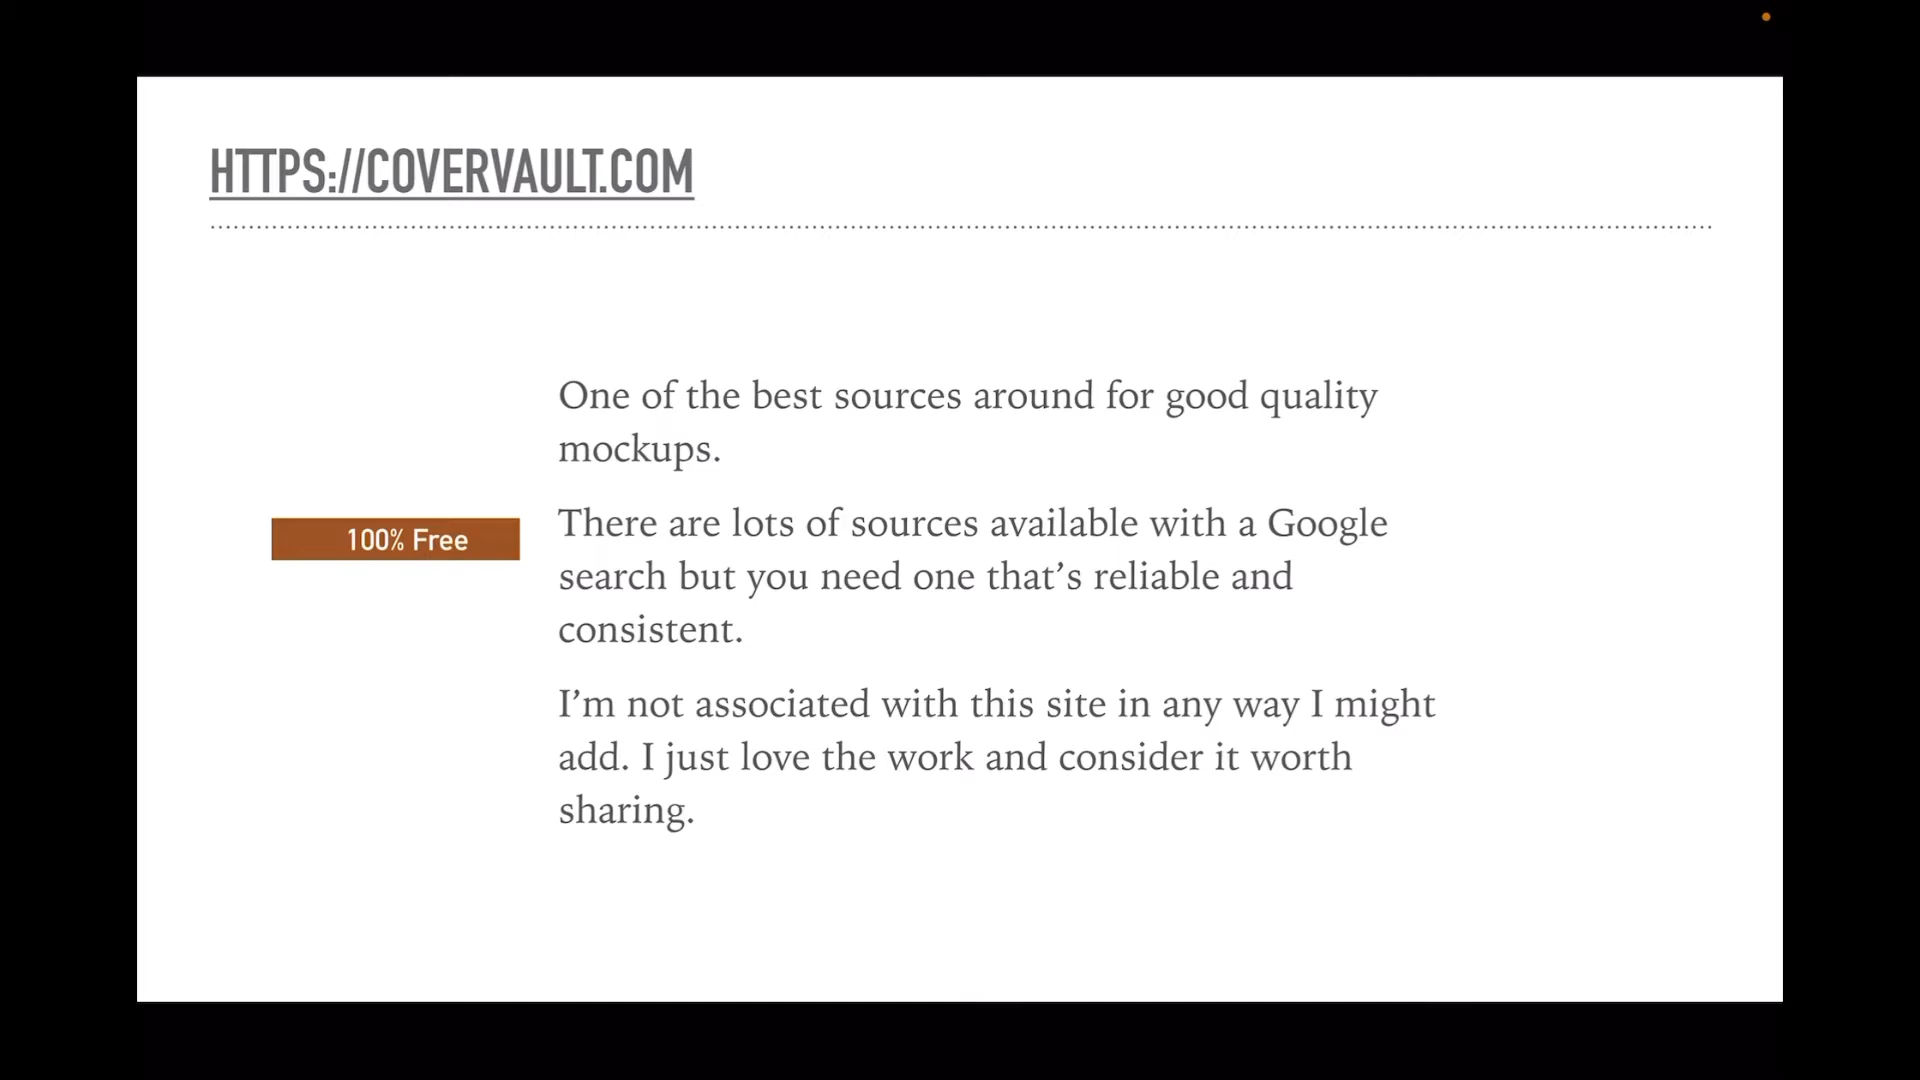 HTTPS://COVERVAULT.COM
One of the best sources around for good quality
mockups.
100% Free
There are lots of sources available with a Google
search but you need one that’s reliable and
consistent.
I’m not associated with this site in any way I might
add. I just love the work and consider it worth
sharing.